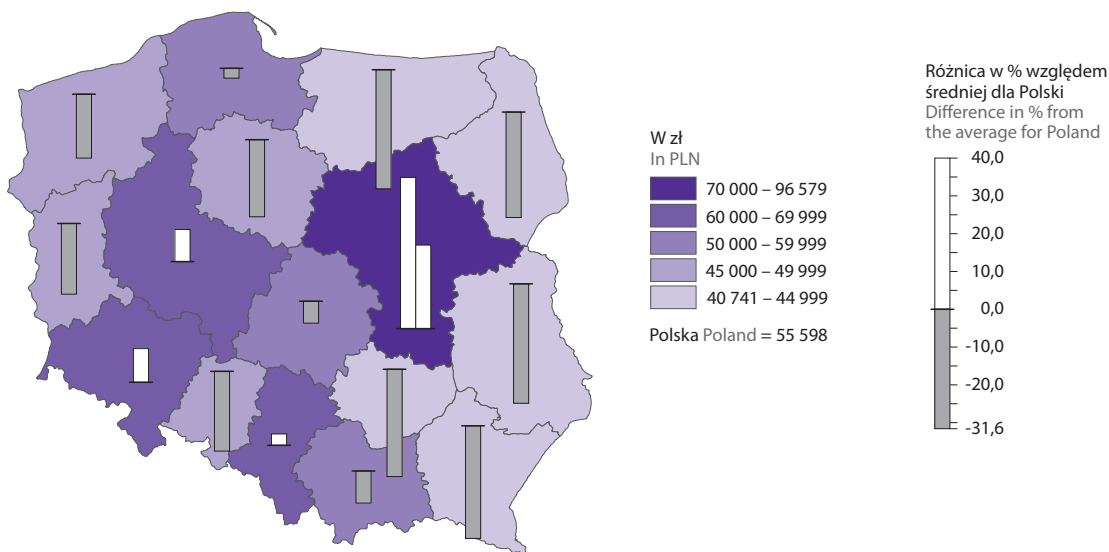 W zł
In PLN
70 000 – 96 579
60 000 – 69 999
50 000 – 59 999
45 000 – 49 999
40 741 – 44 999
Polska Poland = 55 598
Różnica w % względem
średniej dla Polski
Difference in % from
the average for Poland
40,0
30,0
20,0
10,0
0,0
-10,0
-20,0
-31,6